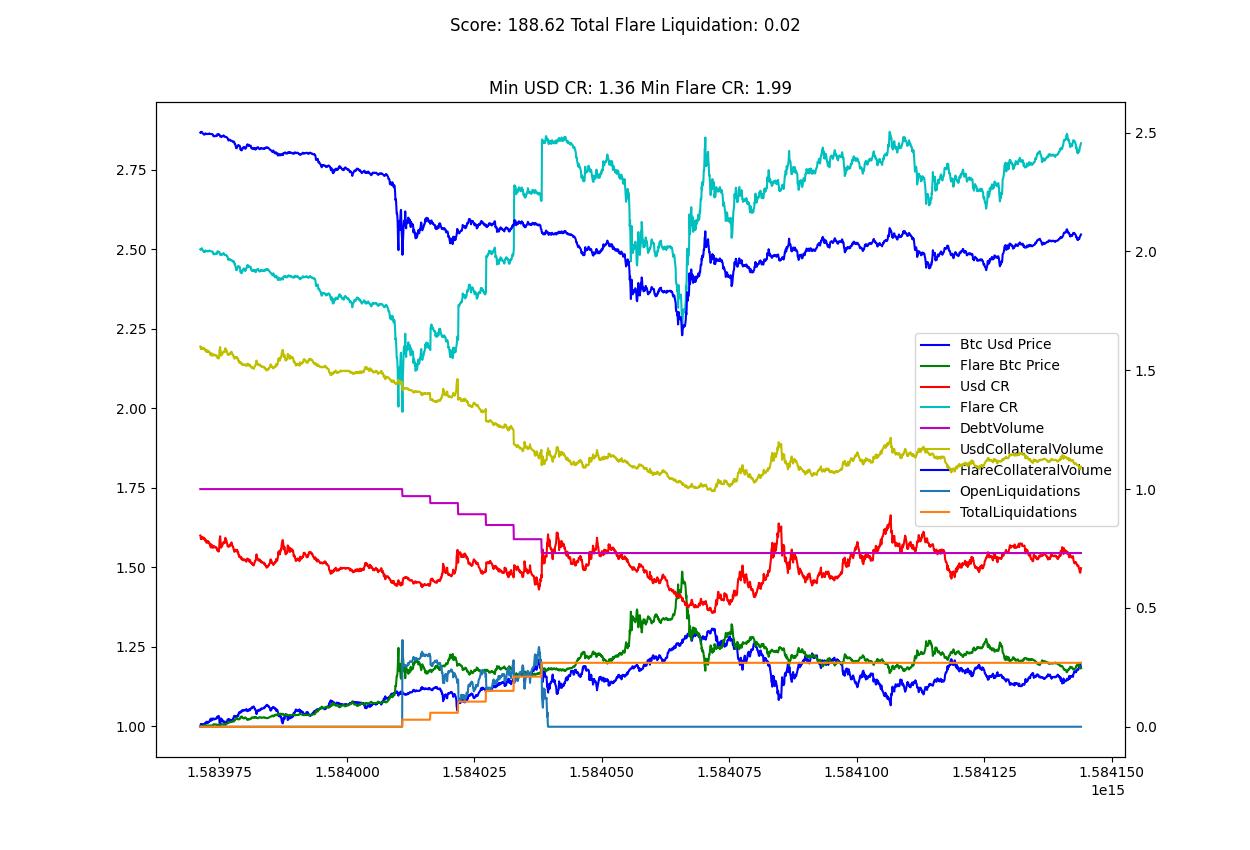 Score: 188.62 Total Flare Liquidation: 0.02
Min USD CR: 1.36 Min Flare CR: 1.99
2.75
2.50
2.25
2.00
1.75
1.50
1.25
1.00
2.5
2.0
1.5
1.0
0.5
0.0
Btc Usd Price
Flare Btc Price
Usd CR
Flare CR
DebtVolume
UsdCollateralVolume
FlareCollateralVolume
OpenLiquidations
TotalLiquidations
1.583975 1.584000 1.584025 1.584050 1.584075 1.584100 1.584125 1.584150
1e15